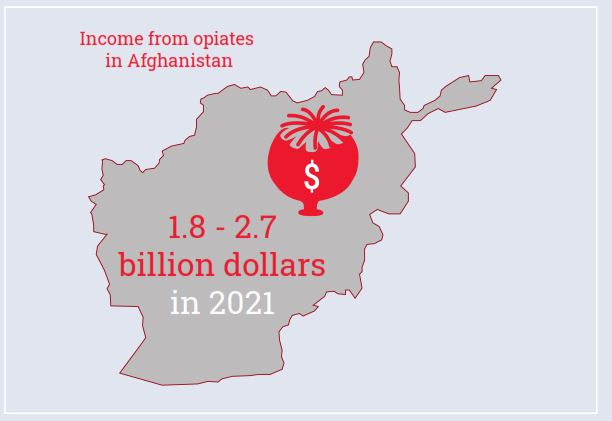 Income from opiates
in Afghanistan
$
1.8 - 2.7
billion dollars
in 2021